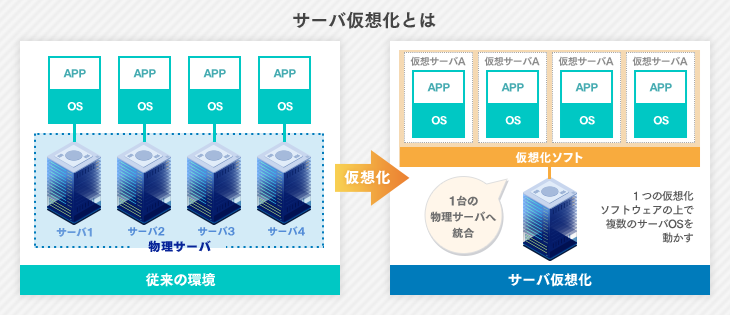 サーバ仮想化とは
APP
APP
APP
APP
OS
OS
OS
OS
サーバ1
サーバ2
サーバ3
サーバ4
物理サーバ
従来の環境
仮想化
仮想サーバA
仮想サーバA
仮想サーバA
仮想サーバA
APP
APP
APP
APP
OS
OS
OS
OS
仮想化ソフト
1台の
物理サーバへ
統合
1つの仮想化
ソフトウェアの上で
複数のサーバOSを
動かす
サーバ仮想化